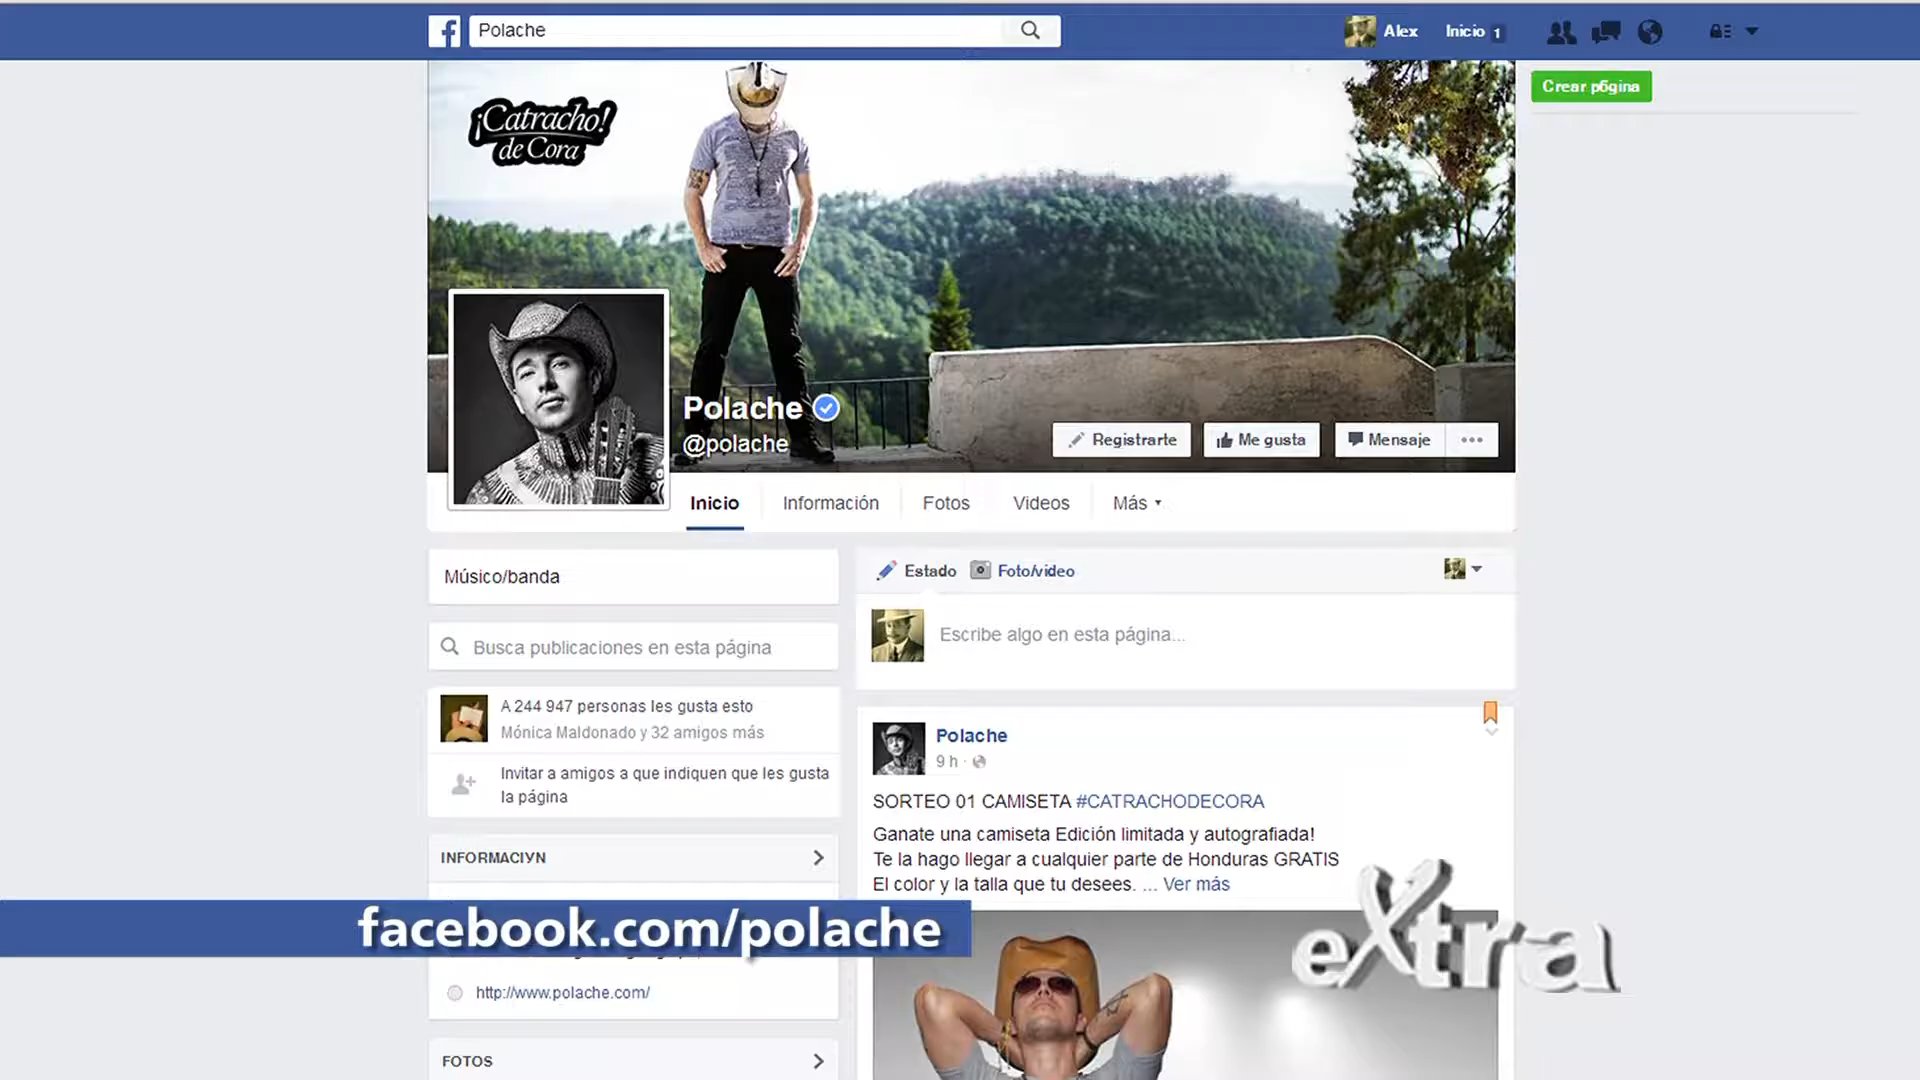 Polache
Alex
Inicio 1
Crear pбgina
¡Catracho!
de Cora
Polache
@polache
Registrarte
Me gusta
Mensaje
Inicio
Información
Fotos
Videos
Más
Músico/banda
Estado
Foto/video
Busca publicaciones en esta página
Escribe algo en esta página...
A 244 947 personas les gusta esto
Mónica Maldonado y 32 amigos más
Invitar a amigos a que indiquen que les gusta
la página
Polache
9 h
SORTEO 01 CAMISETA #CATRACHODECORA
Ganate una camiseta Edición limitada y autografiada!
Te la hago llegar a cualquier parte de Honduras GRATIS
El color y la talla que tu desees. ... Ver más
INFORMACIYN
facebook.com/polache
eXtra
http://www.polache.com/
FOTOS